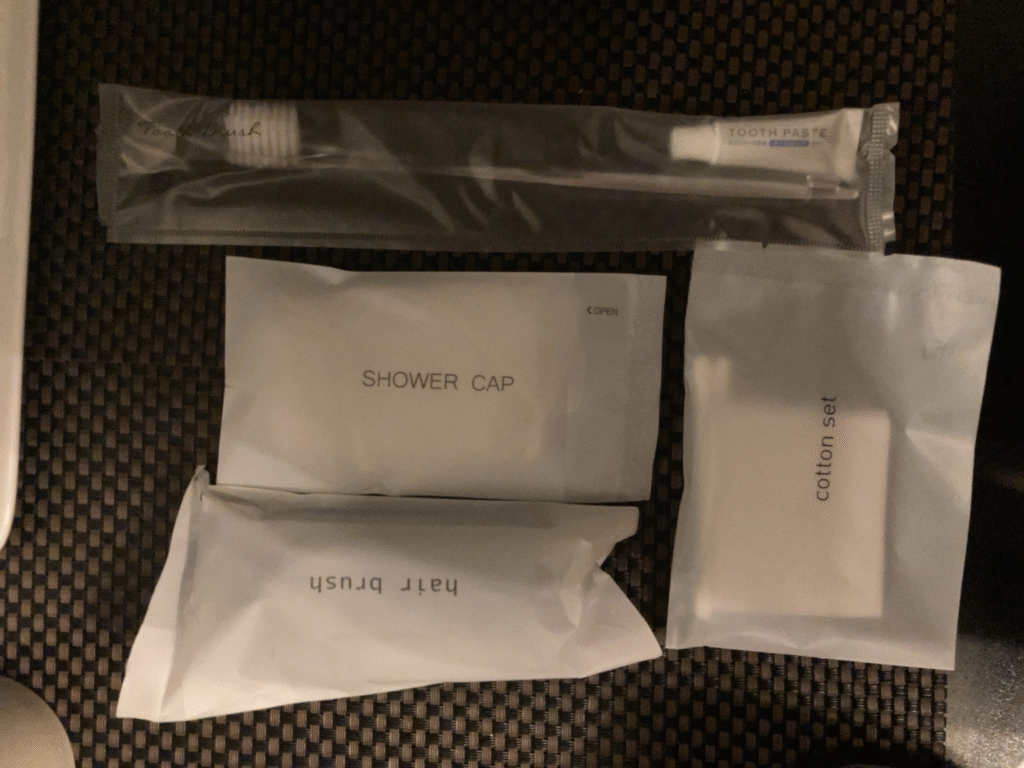 Tooth Brush
TOOTH PASTE
< OPEN
SHOWER CAP
cotton set
hair brush